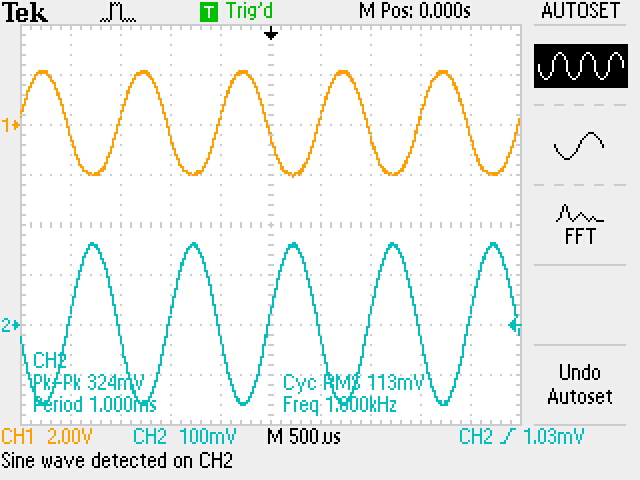 Tek T Trig'd M Pos: 0.000s AUTOSET
1
FFT
2
CH2
Pk-Pk 324mV Cyc RMS 113mV
Period 1.000ms Freq 1.000kHz
Undo
Autoset
CH1 2.00V CH2 100mV M 500µs CH2 1.03mV
Sine wave detected on CH2